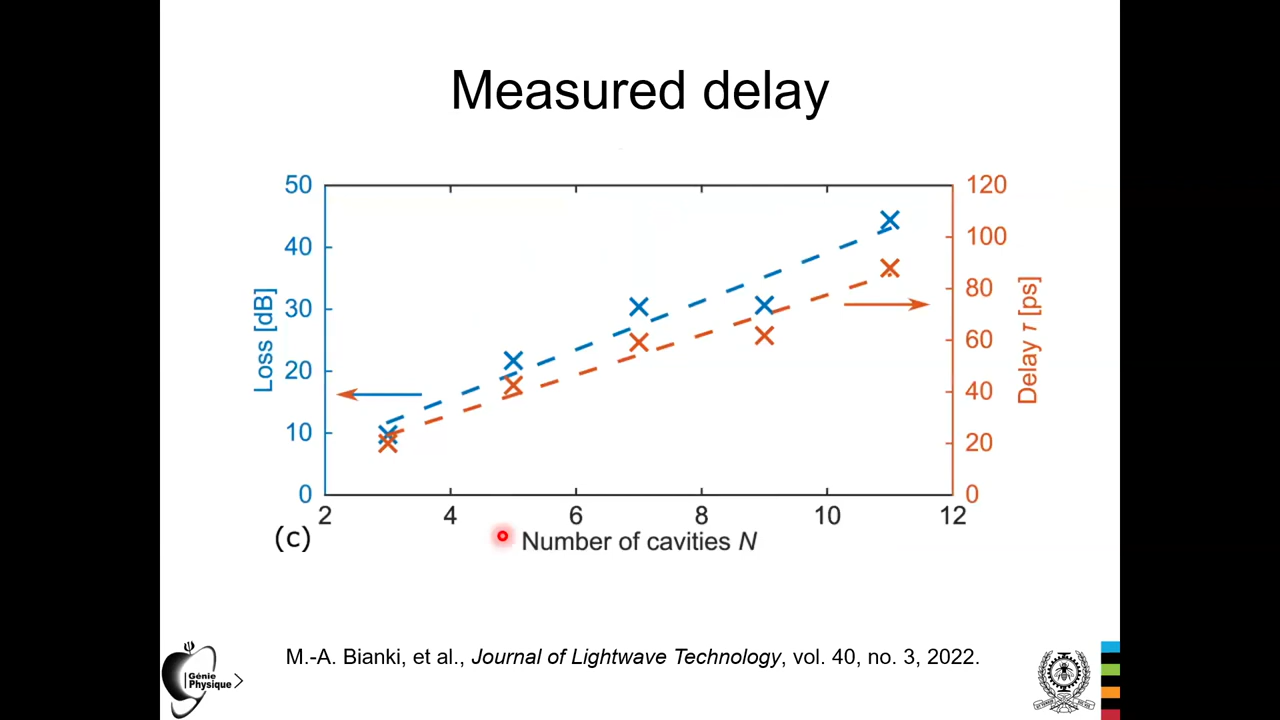 Measured delay
50
40
30
20
10
0
Loss [dB]
120
100
80
60
40
20
0
Delay τ [ps]
2 4 6 8 10 12
(c)
Number of cavities N
M.-A. Bianki, et al., Journal of Lightwave Technology, vol. 40, no. 3, 2022.
Génie
Physique